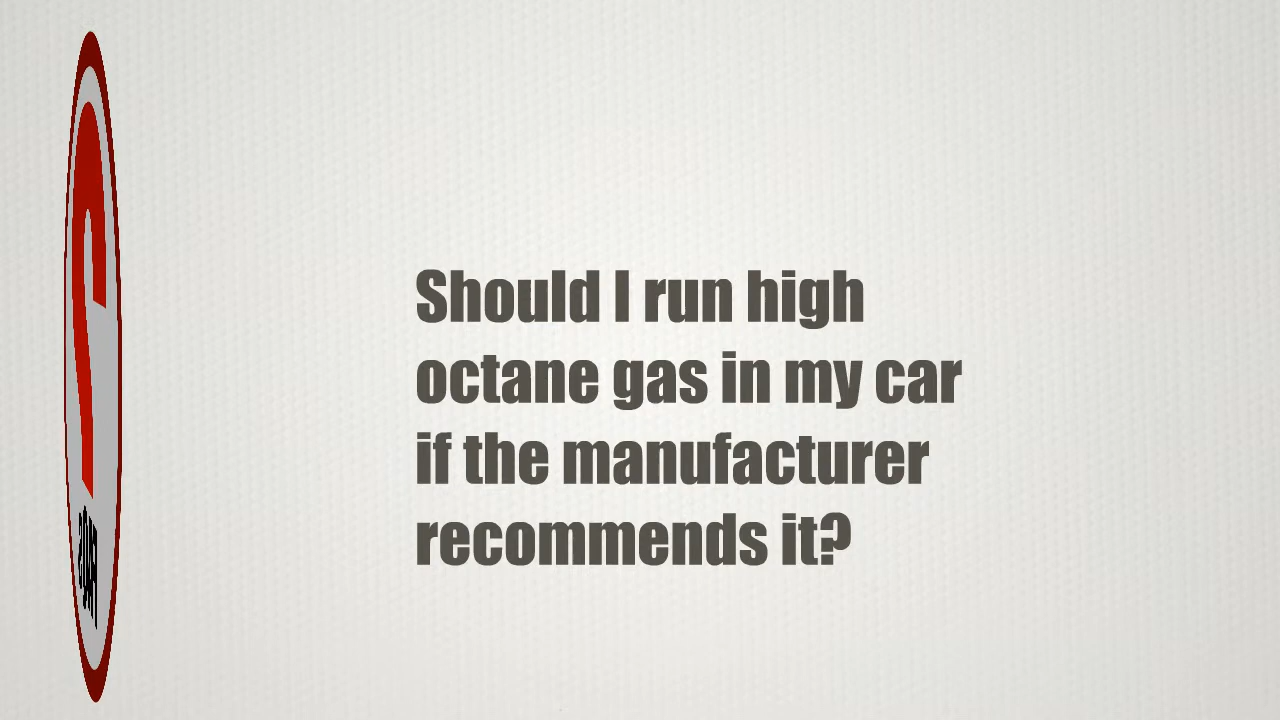 Should I run high
octane gas in my car
if the manufacturer
recommends it?